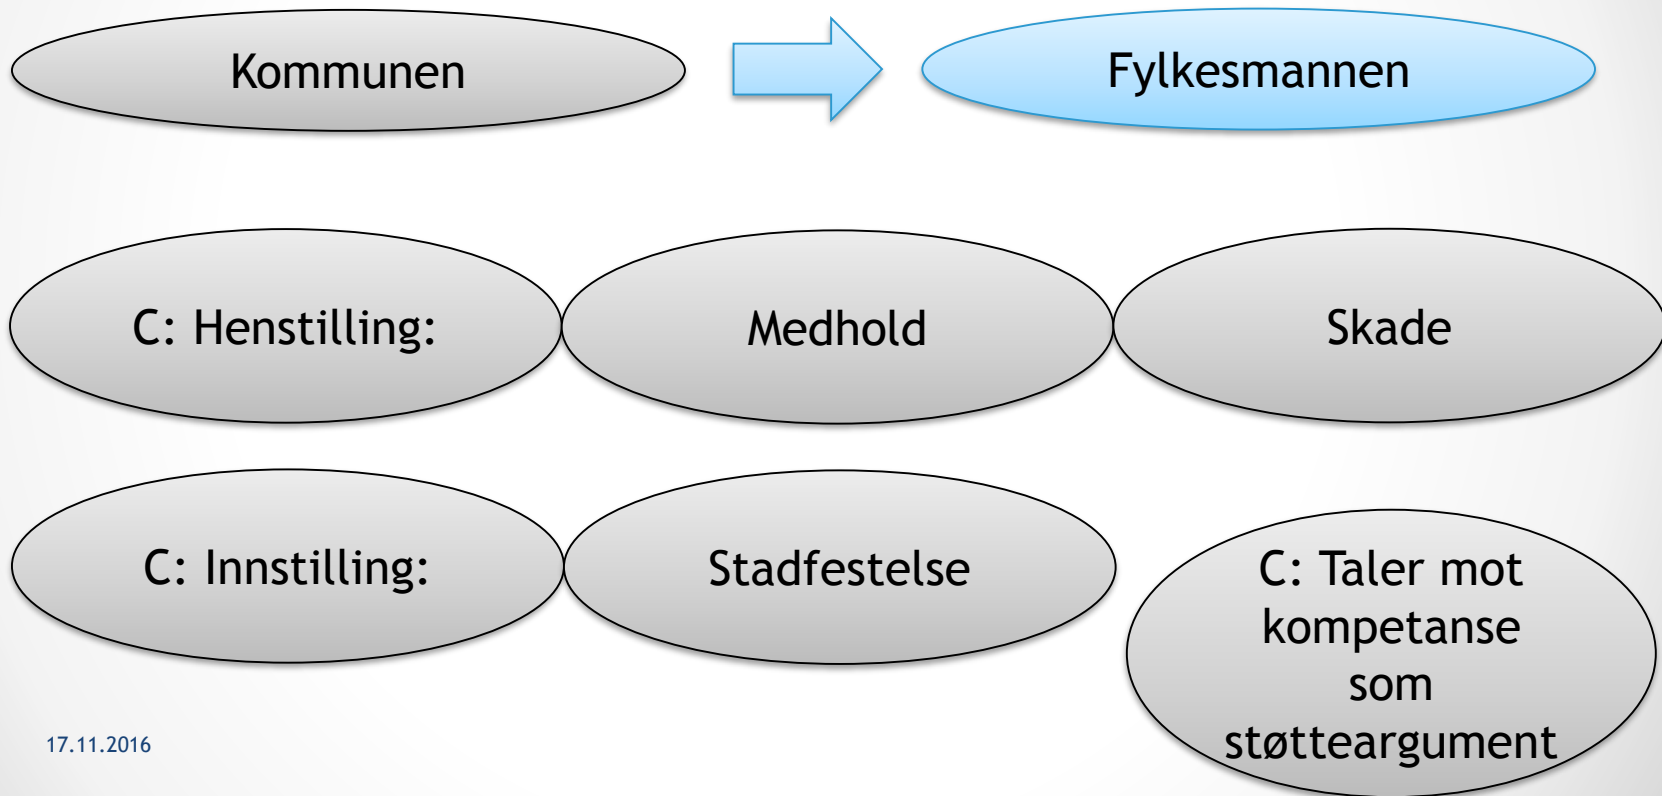 Kommunen
Fylkesmannen
C: Henstilling:
Medhold
Skade
C: Innstilling:
Stadfestelse
C: Taler mot
kompetanse
som
støtteargument
17.11.2016